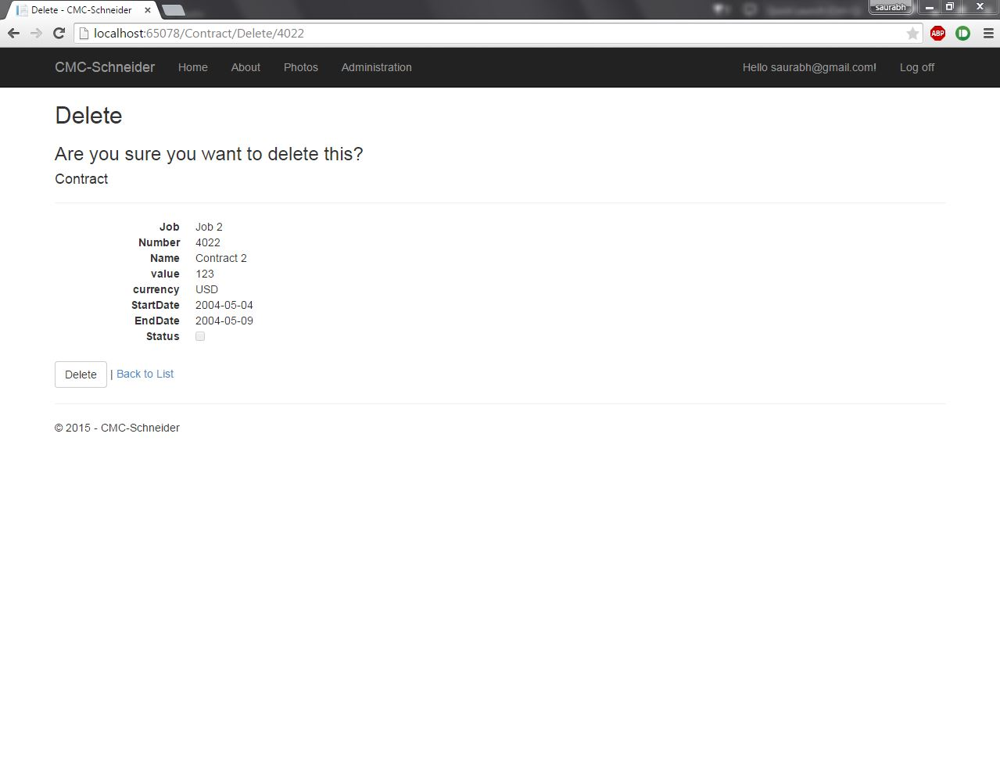 Delete - CMC-Schneider
saurabh
localhost:65078/Contract/Delete/4022
ABP
CMC-Schneider Home About Photos Administration Hello saurabh@gmail.com! Log off
Delete
Are you sure you want to delete this?
Contract
Job Job 2
Number 4022
Name Contract 2
value 123
currency USD
StartDate 2004-05-04
EndDate 2004-05-09
Status
Delete | Back to List
© 2015 - CMC-Schneider